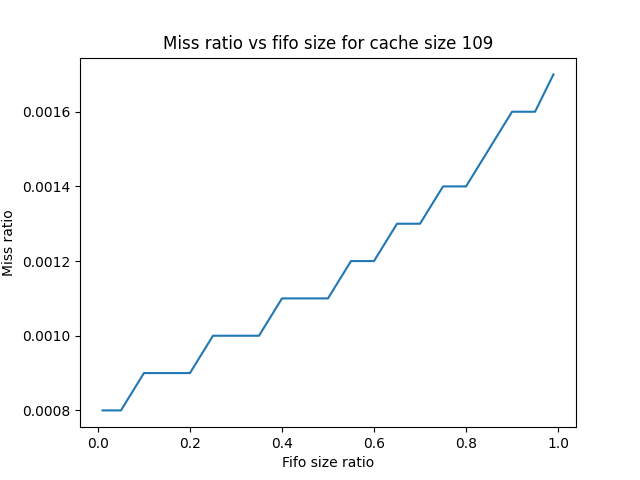 Miss ratio vs fifo size for cache size 109
Miss ratio
0.0016
0.0014
0.0012
0.0010
0.0008
0.0 0.2 0.4 0.6 0.8 1.0
Fifo size ratio